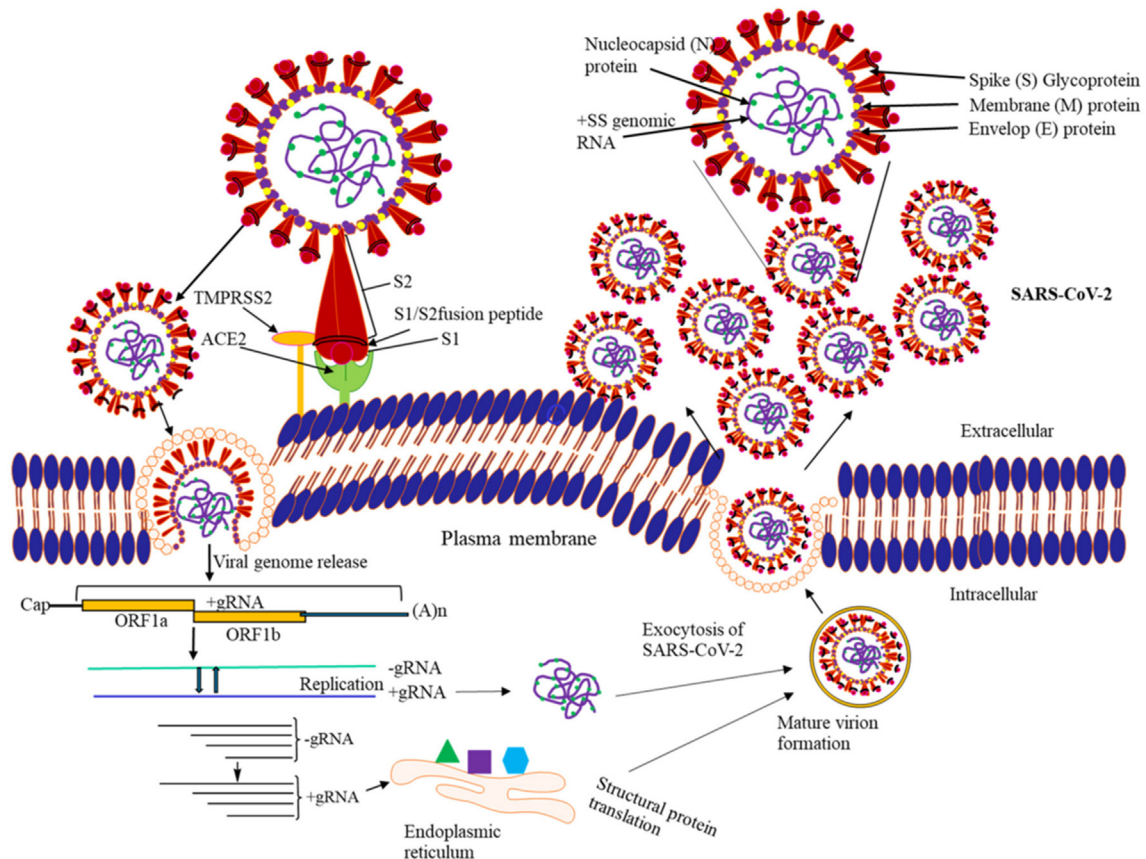 Nucleocapsid (N)
protein
+SS genomic
RNA
Spike (S) Glycoprotein
Membrane (M) protein
Envelop (E) protein
SARS-CoV-2
TMPRSS2
ACE2
S2
S1/S2fusion peptide
S1
Extracellular
Plasma membrane
Intracellular
Viral genome release
Cap
+gRNA
(A)n
ORF1a
ORF1b
-gRNA
Replication
+gRNA
Exocytosis of
SARS-CoV-2
Mature virion
formation
-gRNA
+gRNA
Structural protein
translation
Endoplasmic
reticulum